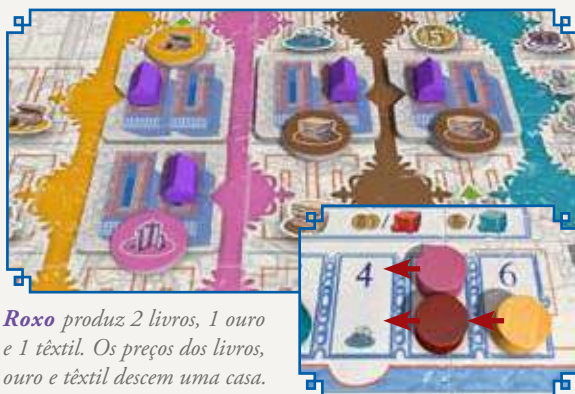 5
4
6
Roxo produz 2 livros, 1 ouro
e 1 têxtil. Os preços dos livros,
ouro e têxtil descem uma casa.